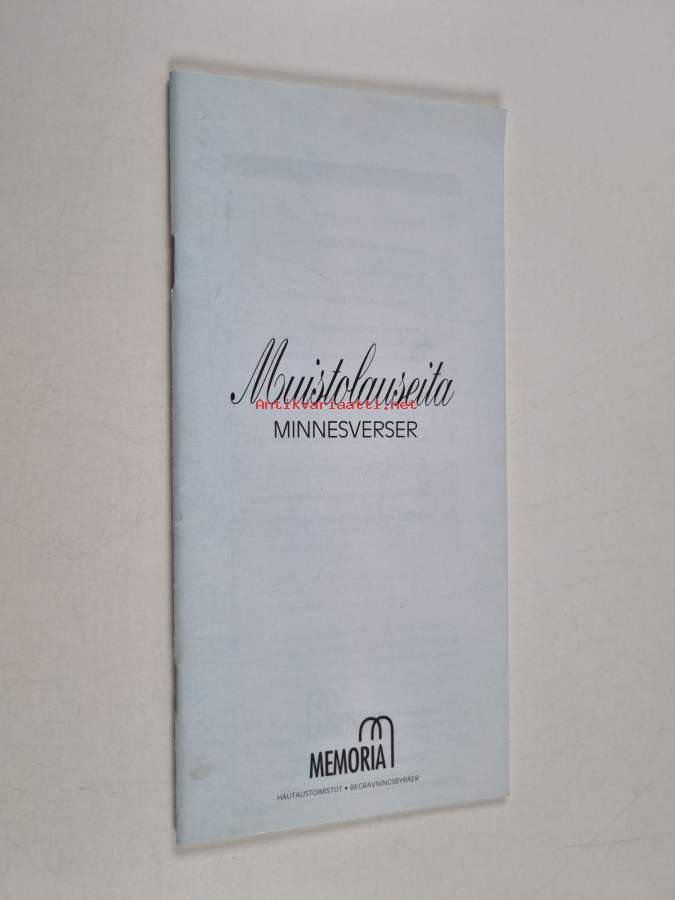 Muistolauseita
Antikvariaatti.net
MINNESVERSER
MEMORIA
HAUTAUSTOIMISTOT • BEGRAVNINGSBYRÅER